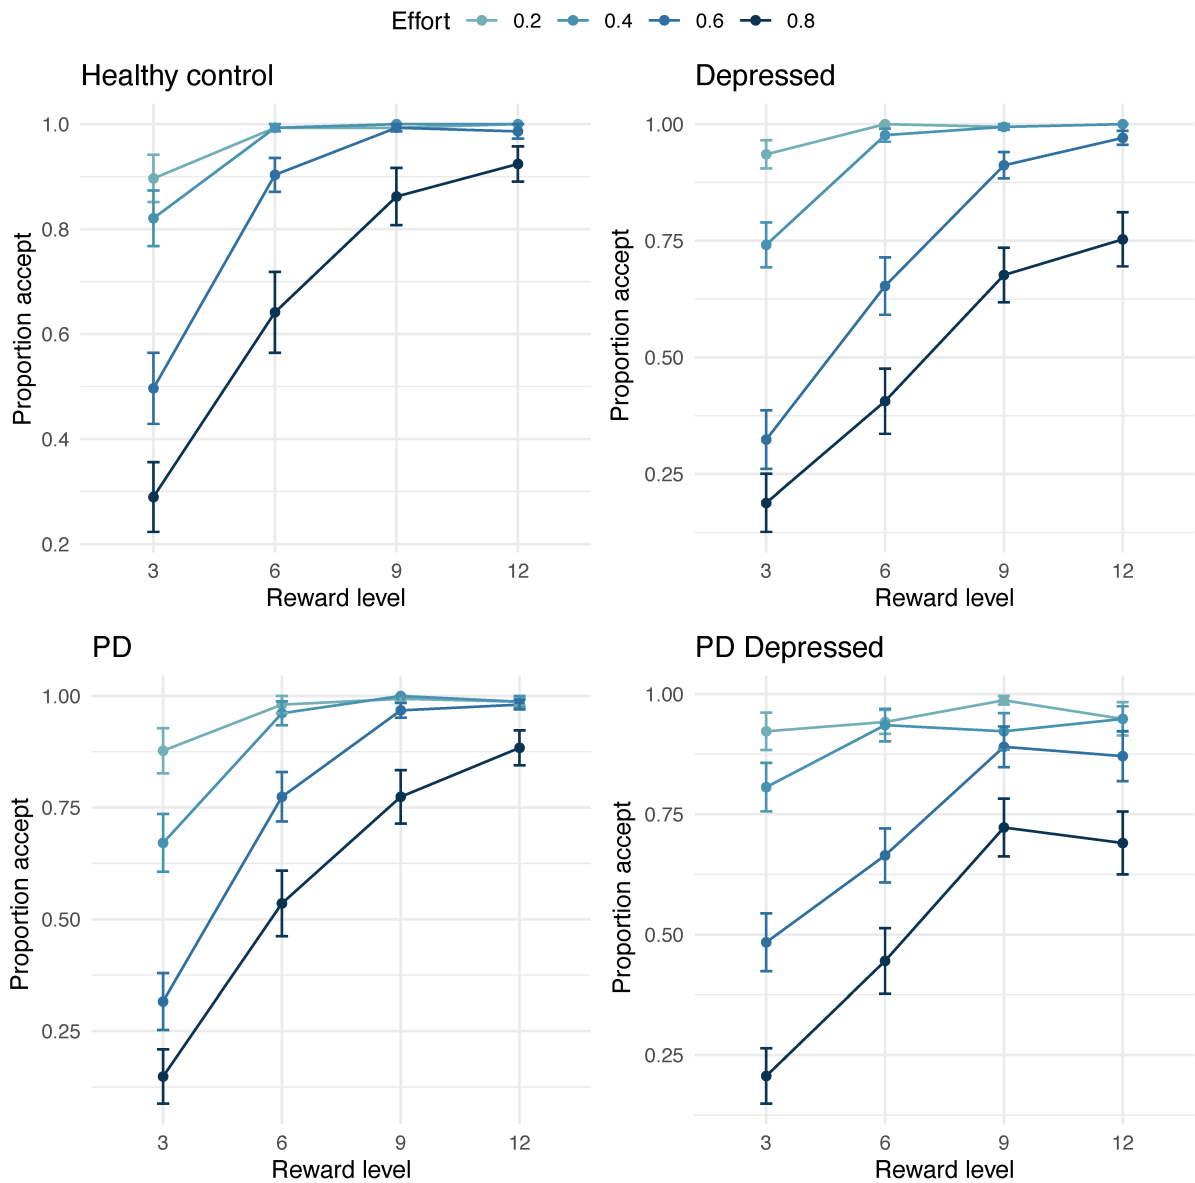 Effort 0.2 0.4 0.6 0.8
Healthy control
1.0
0.8
0.6
0.4
0.2
Proportion accept
3 6 9 12
Reward level
Depressed
1.00
0.75
0.50
0.25
Proportion accept
3 6 9 12
Reward level
PD
1.00
0.75
0.50
0.25
Proportion accept
3 6 9 12
Reward level
PD Depressed
1.00
0.75
0.50
0.25
Proportion accept
3 6 9 12
Reward level